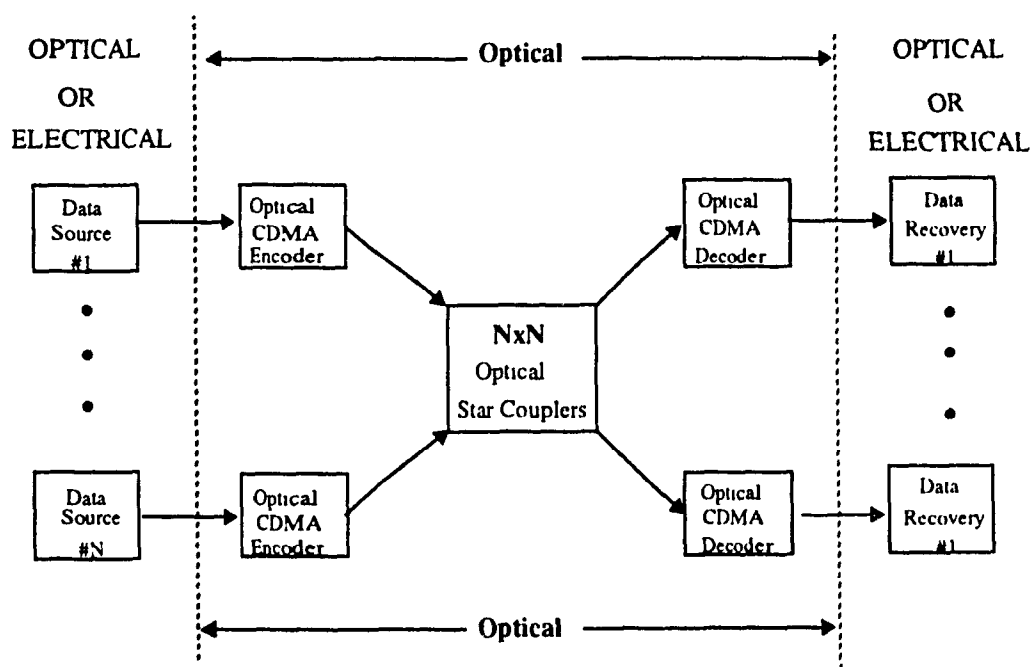 OPTICAL
OR
ELECTRICAL
Optical
OPTICAL
OR
ELECTRICAL
Data
Source
#1
Optical
CDMA
Encoder
Optical
CDMA
Decoder
Data
Recovery
#1
NxN
Optical
Star Couplers
Data
Source
#N
Optical
CDMA
Encoder
Optical
CDMA
Decoder
Data
Recovery
#1
Optical